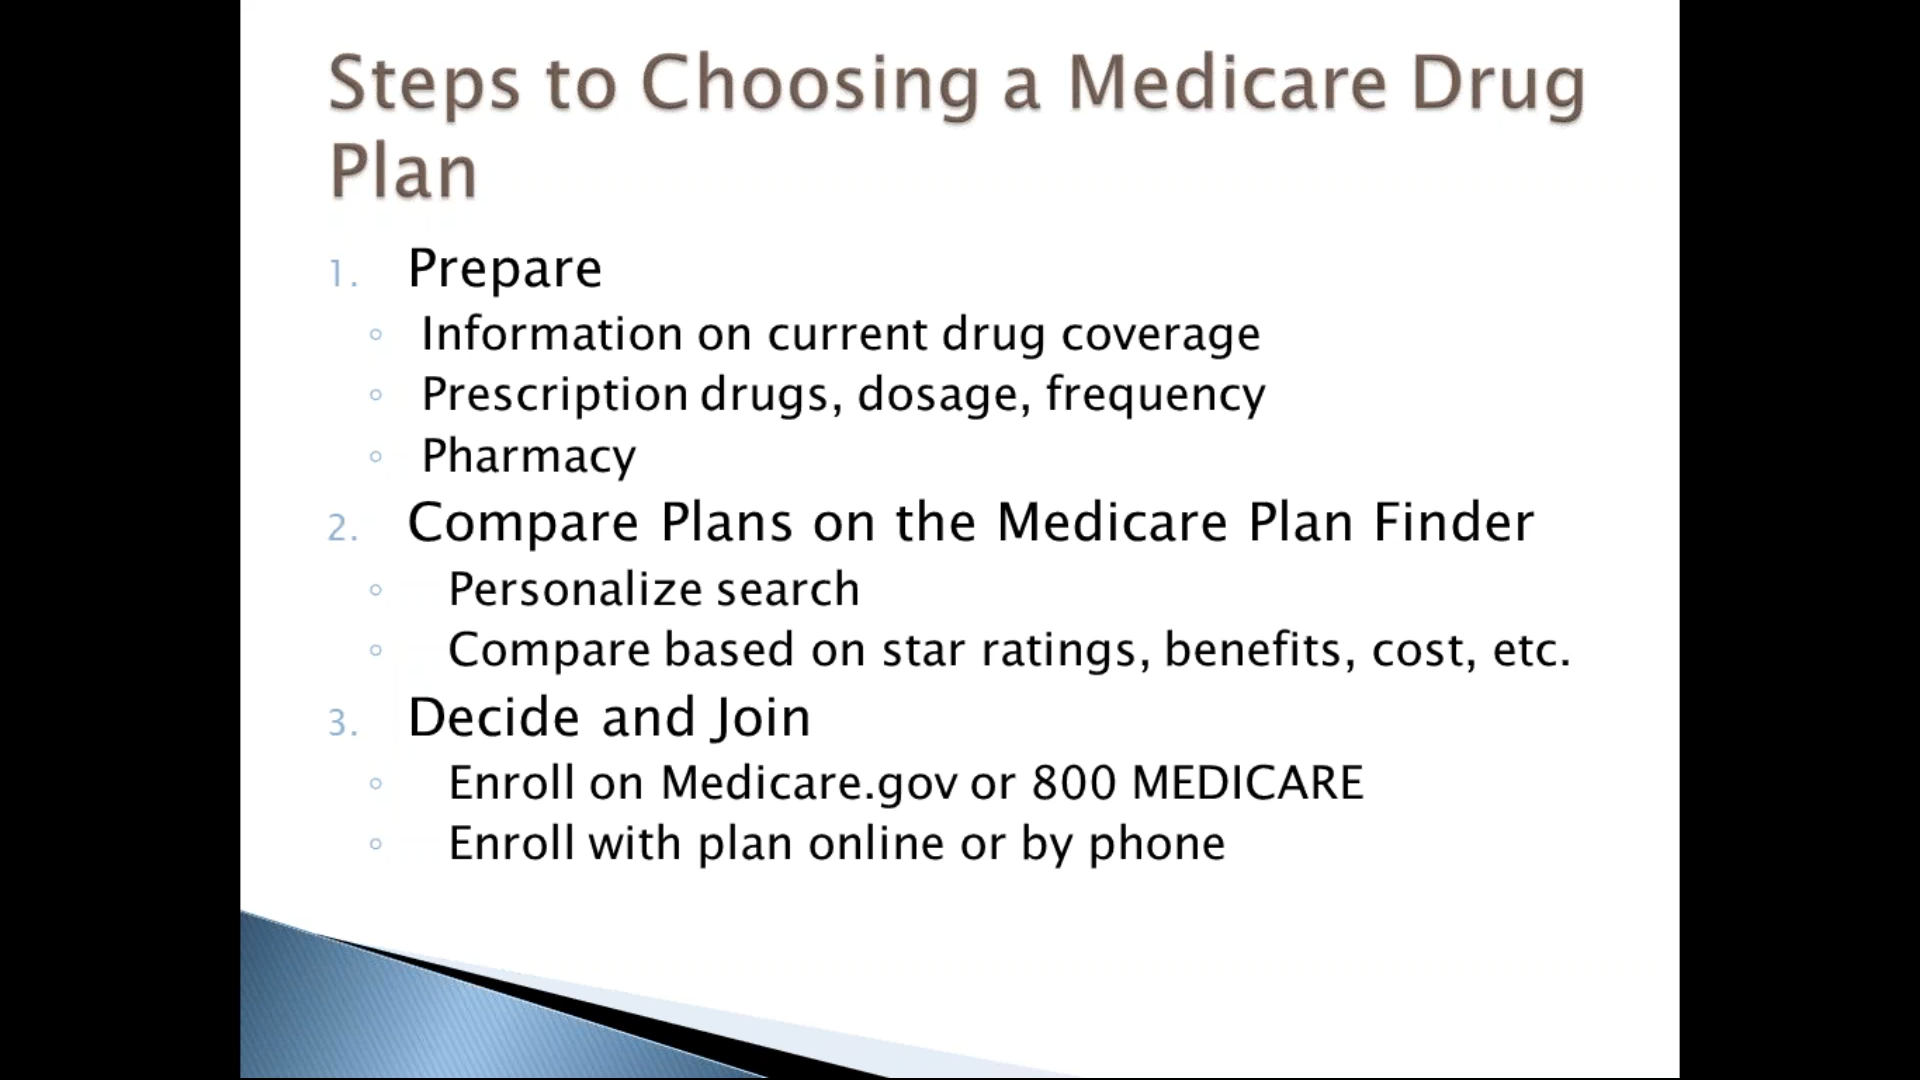 Steps to Choosing a Medicare Drug
Plan
1. Prepare
◦ Information on current drug coverage
◦ Prescription drugs, dosage, frequency
◦ Pharmacy
2. Compare Plans on the Medicare Plan Finder
◦ Personalize search
◦ Compare based on star ratings, benefits, cost, etc.
3. Decide and Join
◦ Enroll on Medicare.gov or 800 MEDICARE
◦ Enroll with plan online or by phone